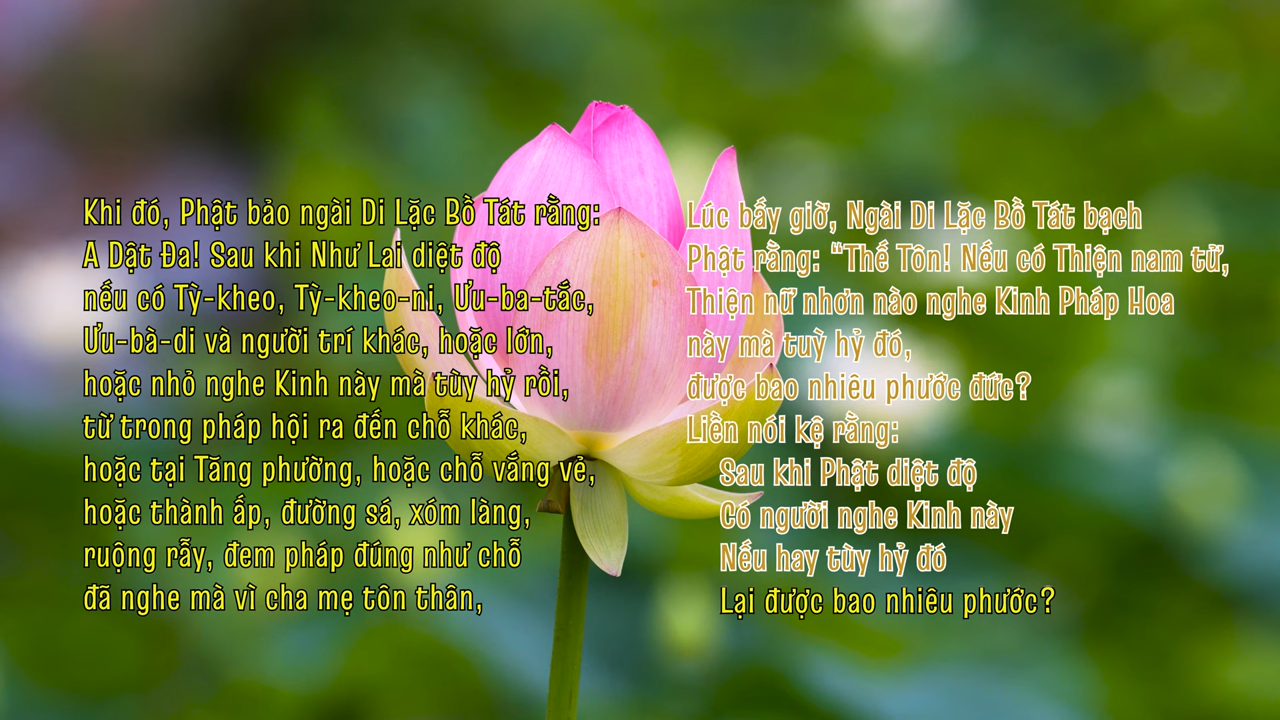 Khi đó, Phật bảo ngài Di Lặc Bồ Tát rằng:
A Dật Đa! Sau khi Như Lai diệt độ
nếu có Tỳ-kheo, Tỳ-kheo-ni, Ưu-ba-tắc,
Ưu-bà-di và người trí khác, hoặc lớn,
hoặc nhỏ nghe Kinh này mà tùy hỷ rồi,
từ trong pháp hội ra đến chỗ khác,
hoặc tại Tăng phường, hoặc chỗ vắng vẻ,
hoặc thành ấp, đường sá, xóm làng,
ruộng rẫy, đem pháp đúng như chỗ
đã nghe mà vì cha mẹ tôn thân,
Lúc bấy giờ, Ngài Di Lặc Bồ Tát bạch
Phật rằng: “Thế Tôn! Nếu có Thiện nam tử,
Thiện nữ nhơn nào nghe Kinh Pháp Hoa
này mà tuỳ hỷ đó,
được bao nhiêu phước đức?
Liền nói kệ rằng:
Sau khi Phật diệt độ
Có người nghe Kinh này
Nếu hay tùy hỷ đó
Lại được bao nhiêu phước?